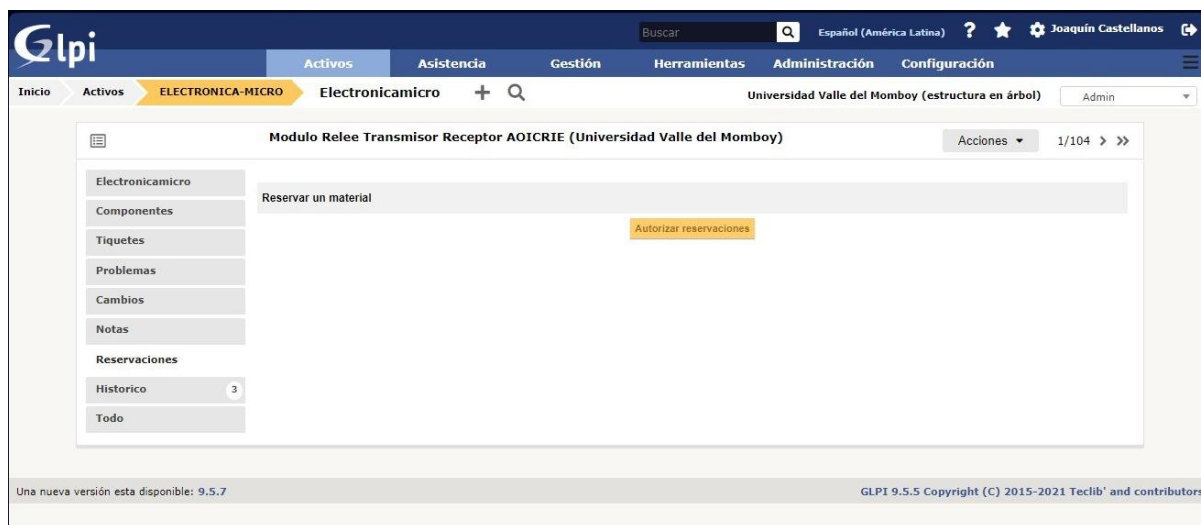 Glpi
Buscar
Español (América Latina)
?
Joaquín Castellanos
Activos Asistencia Gestión Herramientas Administración Configuración
Inicio Activos ELECTRONICA-MICRO Electronicamicro
Universidad Valle del Momboy (estructura en árbol)
Admin
Modulo Relee Transmisor Receptor AOICRIE (Universidad Valle del Momboy)
Acciones
1/104 > >>
Electronicamicro
Componentes
Tiquetes
Problemas
Cambios
Notas
Reservaciones
Historico 3
Todo
Reservar un material
Autorizar reservaciones
Una nueva versión esta disponible: 9.5.7
GLPI 9.5.5 Copyright (C) 2015-2021 Teclib' and contributors